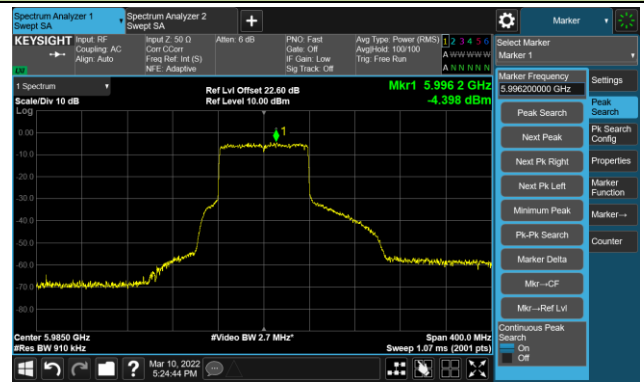 Spectrum Analyzer 1
Swept SA
Spectrum Analyzer 2
Swept SA
+
Marker
KEYSIGHT
Input: RF
Coupling: AC
Align: Auto
Input Z: 50 Ω
Corr CCorr
Freq Ref: Int (S)
NFE: Adaptive
Atten: 6 dB
PNO: Fast
Gate: Off
IF Gain: Low
Sig Track: Off
Avg Type: Power (RMS)
Avg|Hold: 100/100
Trig: Free Run
1 2 3 4 5 6
A W W W W W
A N N N N N
LW
Select Marker
Marker 1
1 Spectrum
Scale/Div 10 dB
Log
Ref Lvl Offset 22.60 dB
Ref Level 10.00 dBm
Mkr1 5.996 2 GHz
-4.398 dBm
1
0.00
-10.0
-20.0
-30.0
-40.0
-50.0
-60.0
-70.0
-80.0
Center 5.9850 GHz
#Res BW 910 kHz
#Video BW 2.7 MHz*
Span 400.0 MHz
Sweep 1.07 ms (2001 pts)
Marker Frequency
5.996200000 GHz
Peak Search
Next Peak
Next Pk Right
Next Pk Left
Minimum Peak
Pk-Pk Search
Marker Delta
Mkr→CF
Mkr→Ref Lvl
Continuous Peak
Search
On
Off
Settings
Peak
Search
Pk Search
Config
Properties
Marker
Function
Marker→
Counter
?
Mar 10, 2022
5:24:44 PM